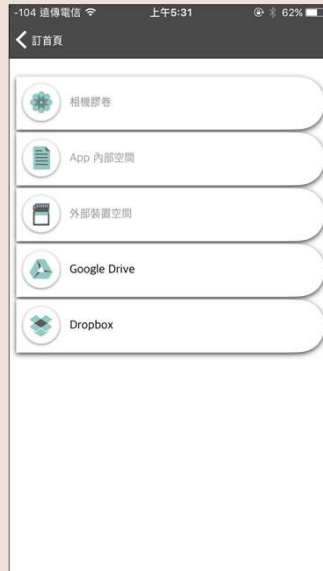 -104 遠傳電信 上午5:31 62%
訂首頁
相機膠卷
App 內部空間
外部裝置空間
Google Drive
Dropbox